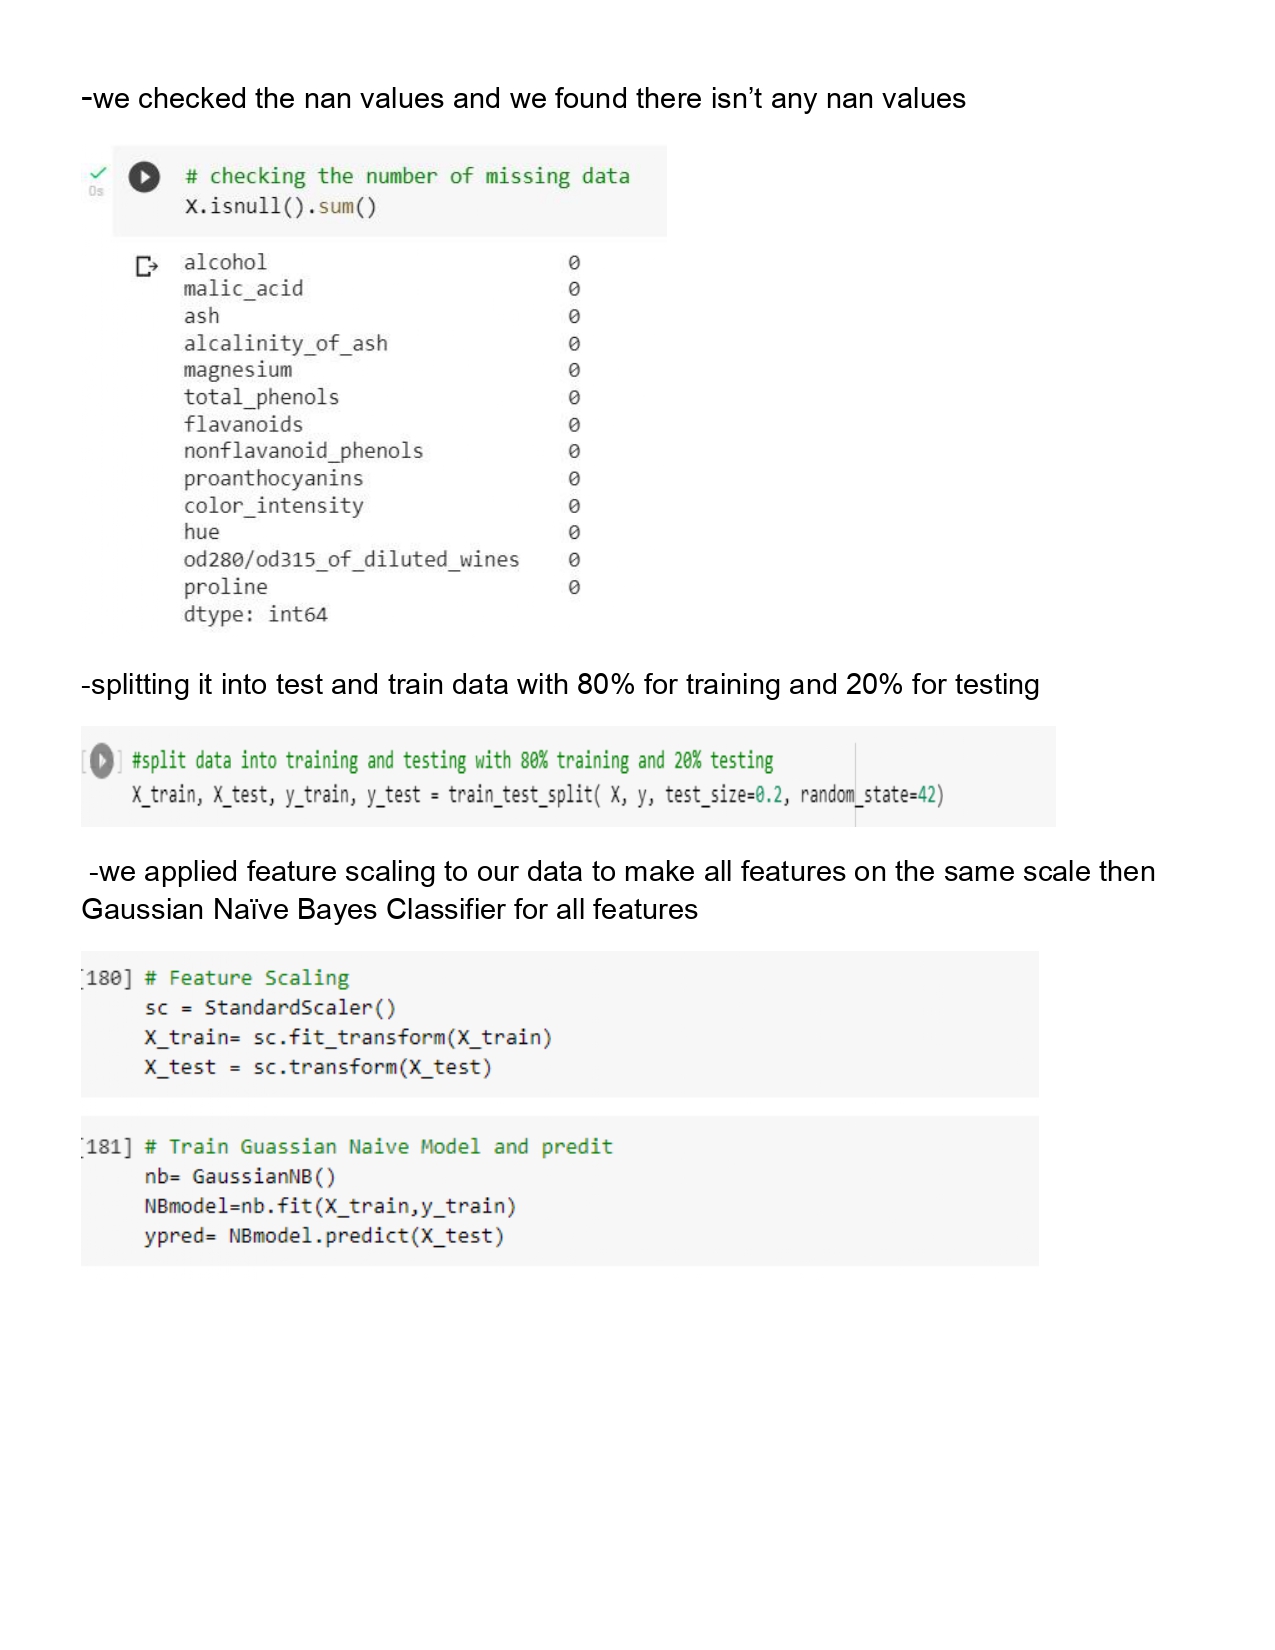 -we checked the nan values and we found there isn't any nan values
0s
# checking the number of missing data
X.isnull().sum()
alcohol 0
malic_acid 0
ash 0
alcalinity_of_ash 0
magnesium 0
total_phenols 0
flavanoids 0
nonflavanoid_phenols 0
proanthocyanins 0
color_intensity 0
hue 0
od280/od315_of_diluted_wines 0
proline 0
dtype: int64
-splitting it into test and train data with 80% for training and 20% for testing
[ ] #split data into training and testing with 80% training and 20% testing
X_train, X_test, y_train, y_test = train_test_split( X, y, test_size=0.2, random_state=42)
-we applied feature scaling to our data to make all features on the same scale then
Gaussian Naïve Bayes Classifier for all features
[180] # Feature Scaling
sc = StandardScaler()
X_train= sc.fit_transform(X_train)
X_test = sc.transform(X_test)
[181] # Train Guassian Naive Model and predit
nb= GaussianNB()
NBmodel=nb.fit(X_train,y_train)
ypred= NBmodel.predict(X_test)